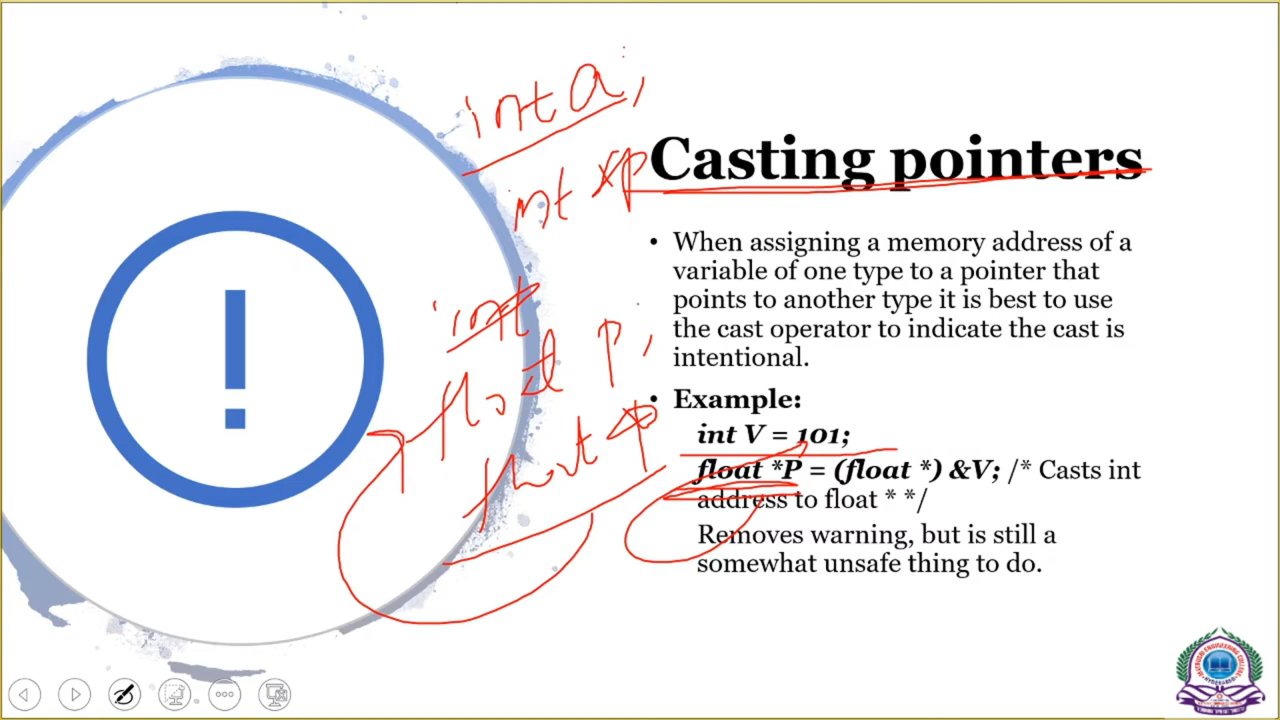 int a;
int *p
Casting pointers
• When assigning a memory address of a
variable of one type to a pointer that
points to another type it is best to use
the cast operator to indicate the cast is
intentional.
int
float p,
float *p
• Example:
int V = 101;
float *P = (float *) &V; /* Casts int
address to float * */
Removes warning, but is still a
somewhat unsafe thing to do.